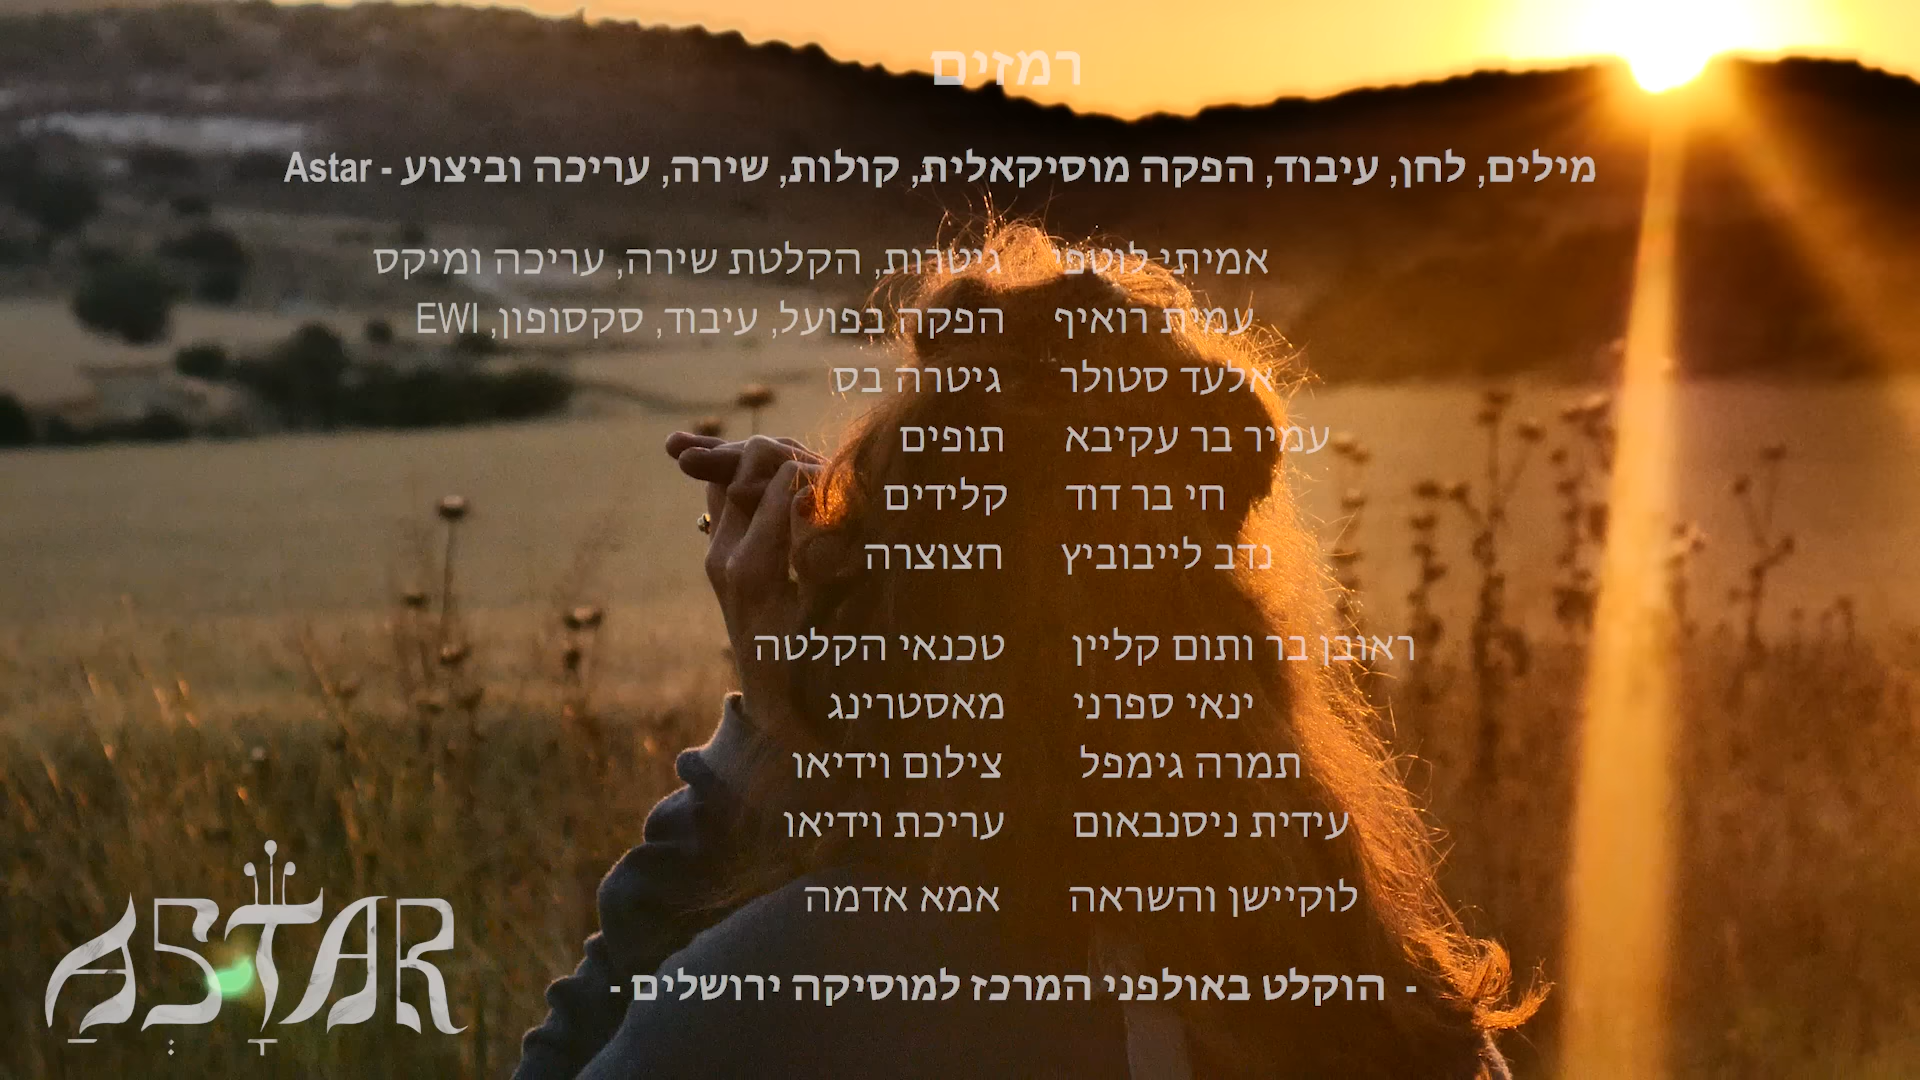 רמזים
מילים, לחן, עיבוד, הפקה מוסיקאלית, קולות, שירה, עריכה וביצוע - Astar
אמיתי לוטפי גיטרות, הקלטת שירה, עריכה ומיקס
עמית רואיף הפקה בפועל, עיבוד, סקסופון, EWI
אלעד סטולר גיטרה בס
עמיר בר עקיבא תופים
חי בר דוד קלידים
נדב לייבוביץ חצוצרה
ראובן בר ותום קליין טכנאי הקלטה
ינאי ספרני מאסטרינג
תמרה גימפל צילום וידיאו
עידית ניסנבאום עריכת וידיאו
לוקיישן והשראה אמא אדמה
- הוקלט באולפני המרכז למוסיקה ירושלים -
ASTAR